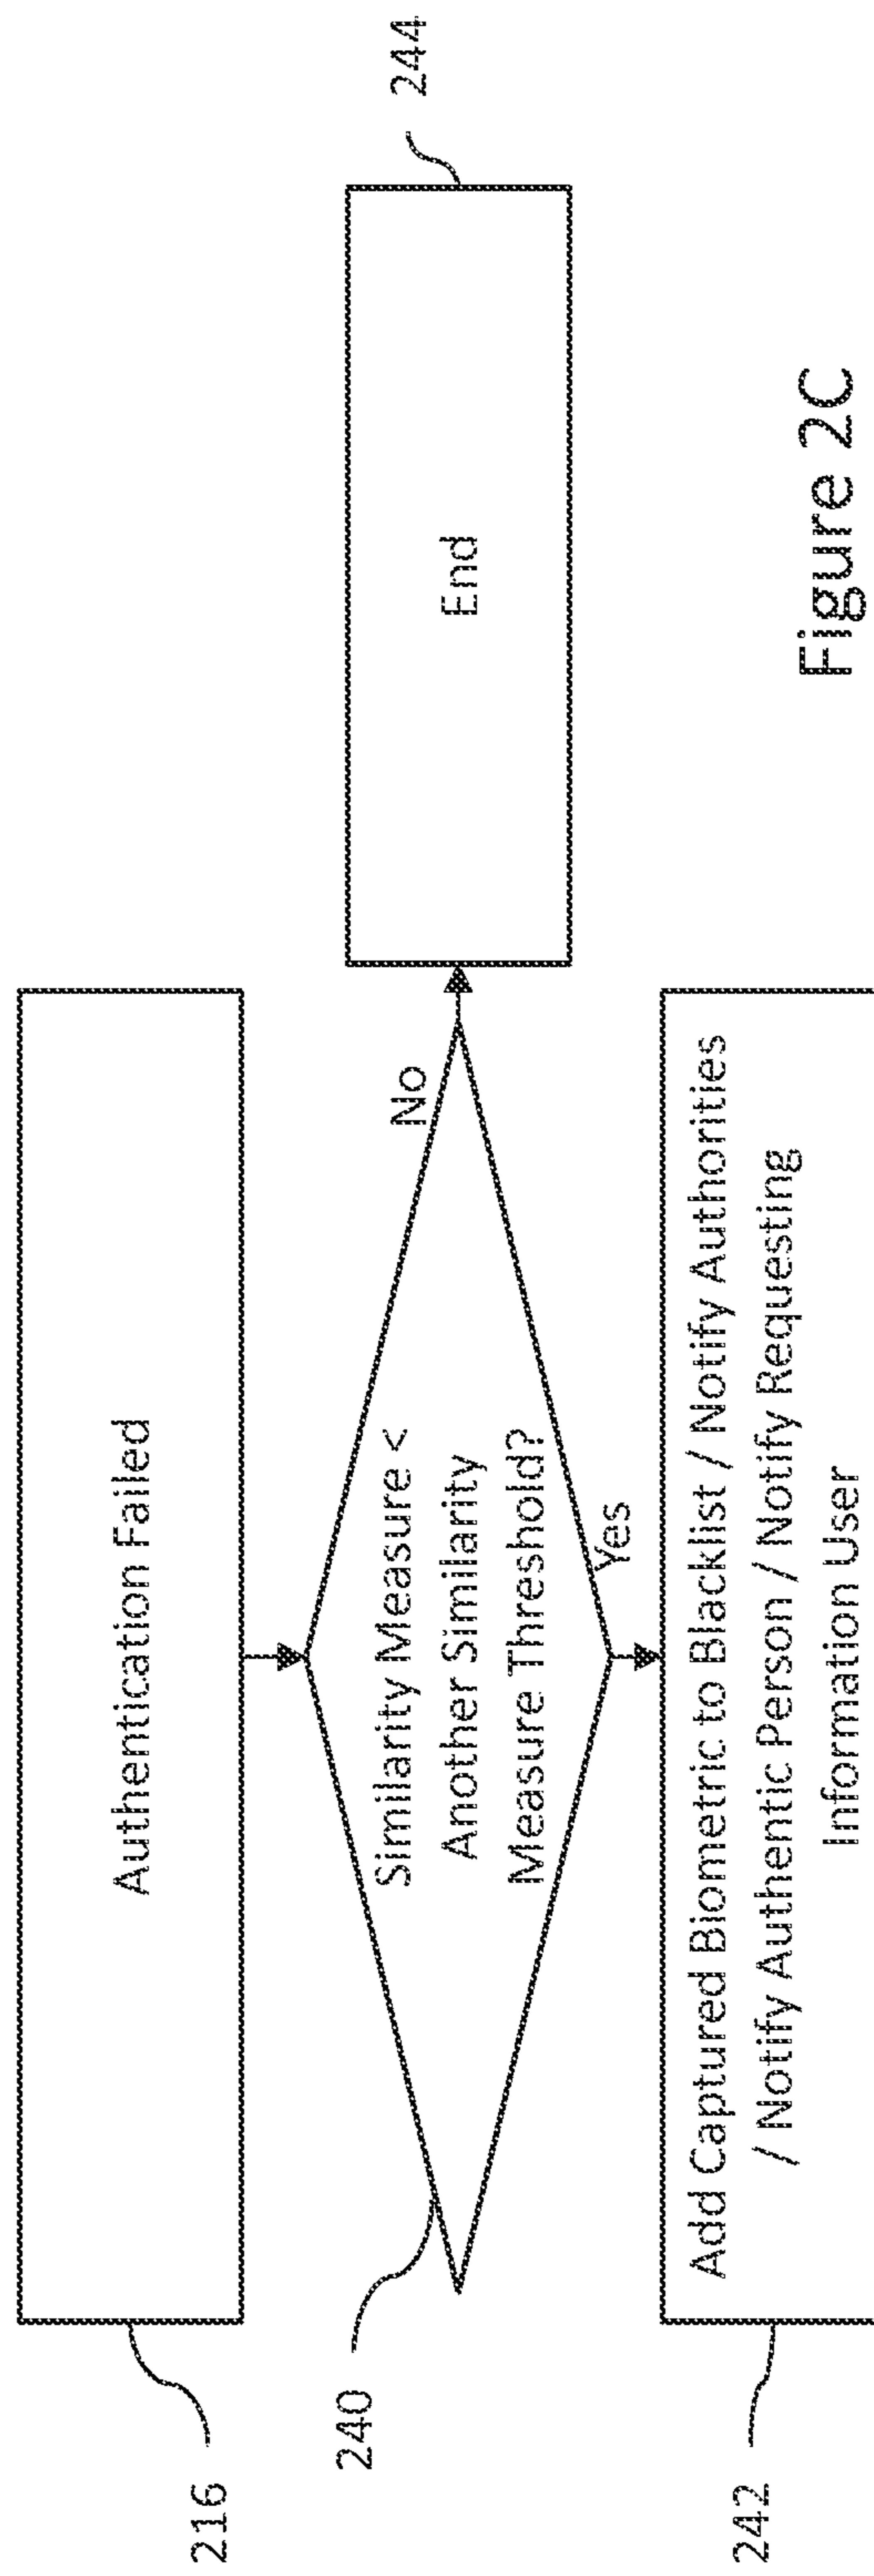 216
Authentication Failed
240
Similarity Measure <
Another Similarity
Measure Threshold?
No
Yes
End
244
242
Add Captured Biometric to Blacklist / Notify Authorities
/ Notify Authentic Person / Notify Requesting
Information User
Figure 2C